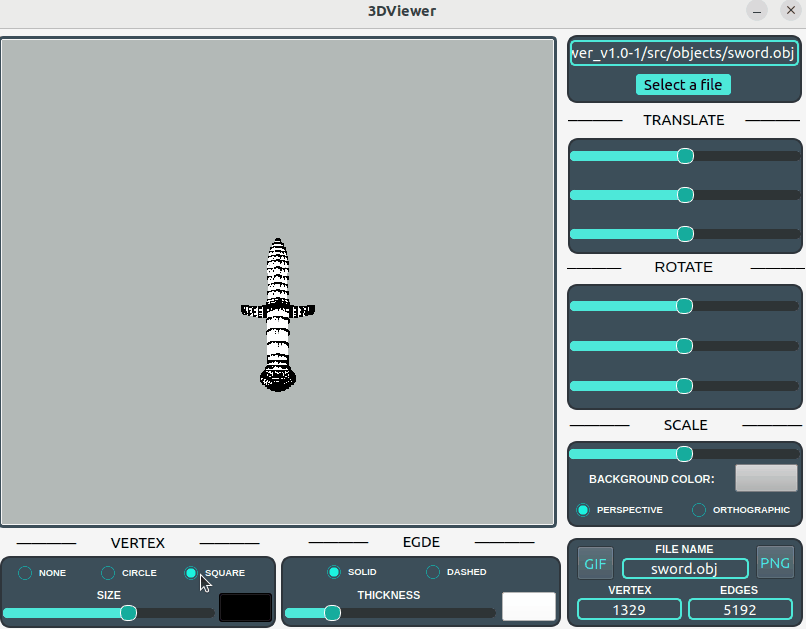 3DViewer
ver_v1.0-1/src/objects/sword.obj
Select a file
TRANSLATE
ROTATE
SCALE
BACKGROUND COLOR:
PERSPECTIVE ORTHOGRAPHIC
VERTEX
NONE CIRCLE SQUARE
SIZE
EGDE
SOLID DASHED
THICKNESS
GIF
FILE NAME
sword.obj
PNG
VERTEX EDGES
1329 5192